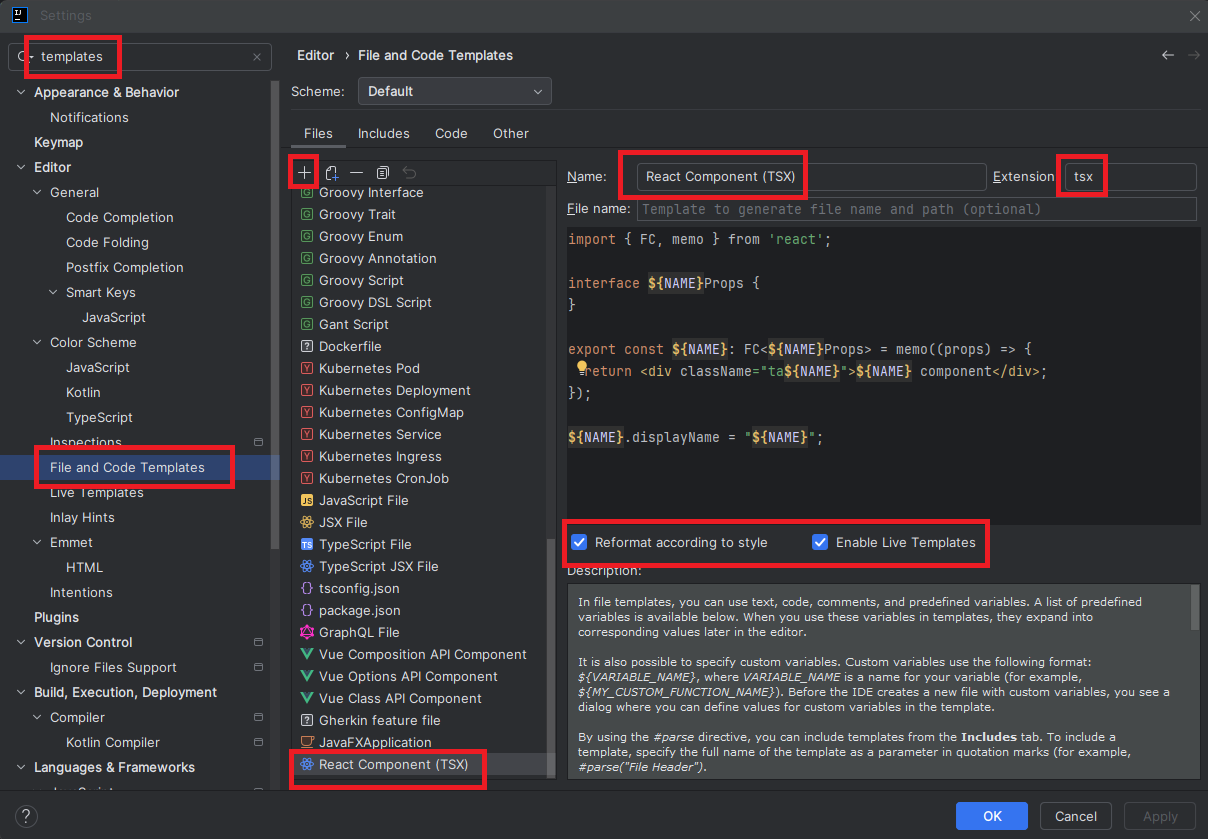 Settings
templates
Appearance & Behavior
Notifications
Keymap
Editor
General
Code Completion
Code Folding
Postfix Completion
Smart Keys
JavaScript
Color Scheme
JavaScript
Kotlin
TypeScript
Inspections
File and Code Templates
Live Templates
Inlay Hints
Emmet
HTML
Intentions
Plugins
Version Control
Ignore Files Support
Build, Execution, Deployment
Compiler
Kotlin Compiler
Languages & Frameworks
Editor › File and Code Templates
Scheme: Default
Files Includes Code Other
Groovy Interface
Groovy Trait
Groovy Enum
Groovy Annotation
Groovy Script
Groovy DSL Script
Gant Script
Dockerfile
Kubernetes Pod
Kubernetes Deployment
Kubernetes ConfigMap
Kubernetes Service
Kubernetes Ingress
Kubernetes CronJob
JavaScript File
JSX File
TypeScript File
TypeScript JSX File
tsconfig.json
package.json
GraphQL File
Vue Composition API Component
Vue Options API Component
Vue Class API Component
Gherkin feature file
JavaFXApplication
React Component (TSX)
Name: React Component (TSX) Extension tsx
File name: Template to generate file name and path (optional)
import { FC, memo } from 'react';
interface ${NAME}Props {
}
export const ${NAME}: FC<${NAME}Props> = memo((props) => {
return <div className="ta${NAME}">${NAME} component</div>;
});
${NAME}.displayName = "${NAME}";
Reformat according to style Enable Live Templates
Description:
In file templates, you can use text, code, comments, and predefined variables. A list of predefined
variables is available below. When you use these variables in templates, they expand into
corresponding values later in the editor.
It is also possible to specify custom variables. Custom variables use the following format:
${VARIABLE_NAME}, where VARIABLE_NAME is a name for your variable (for example,
${MY_CUSTOM_FUNCTION_NAME}). Before the IDE creates a new file with custom variables, you see a
dialog where you can define values for custom variables in the template.
By using the #parse directive, you can include templates from the Includes tab. To include a
template, specify the full name of the template as a parameter in quotation marks (for example,
#parse("File Header").
? OK Cancel Apply